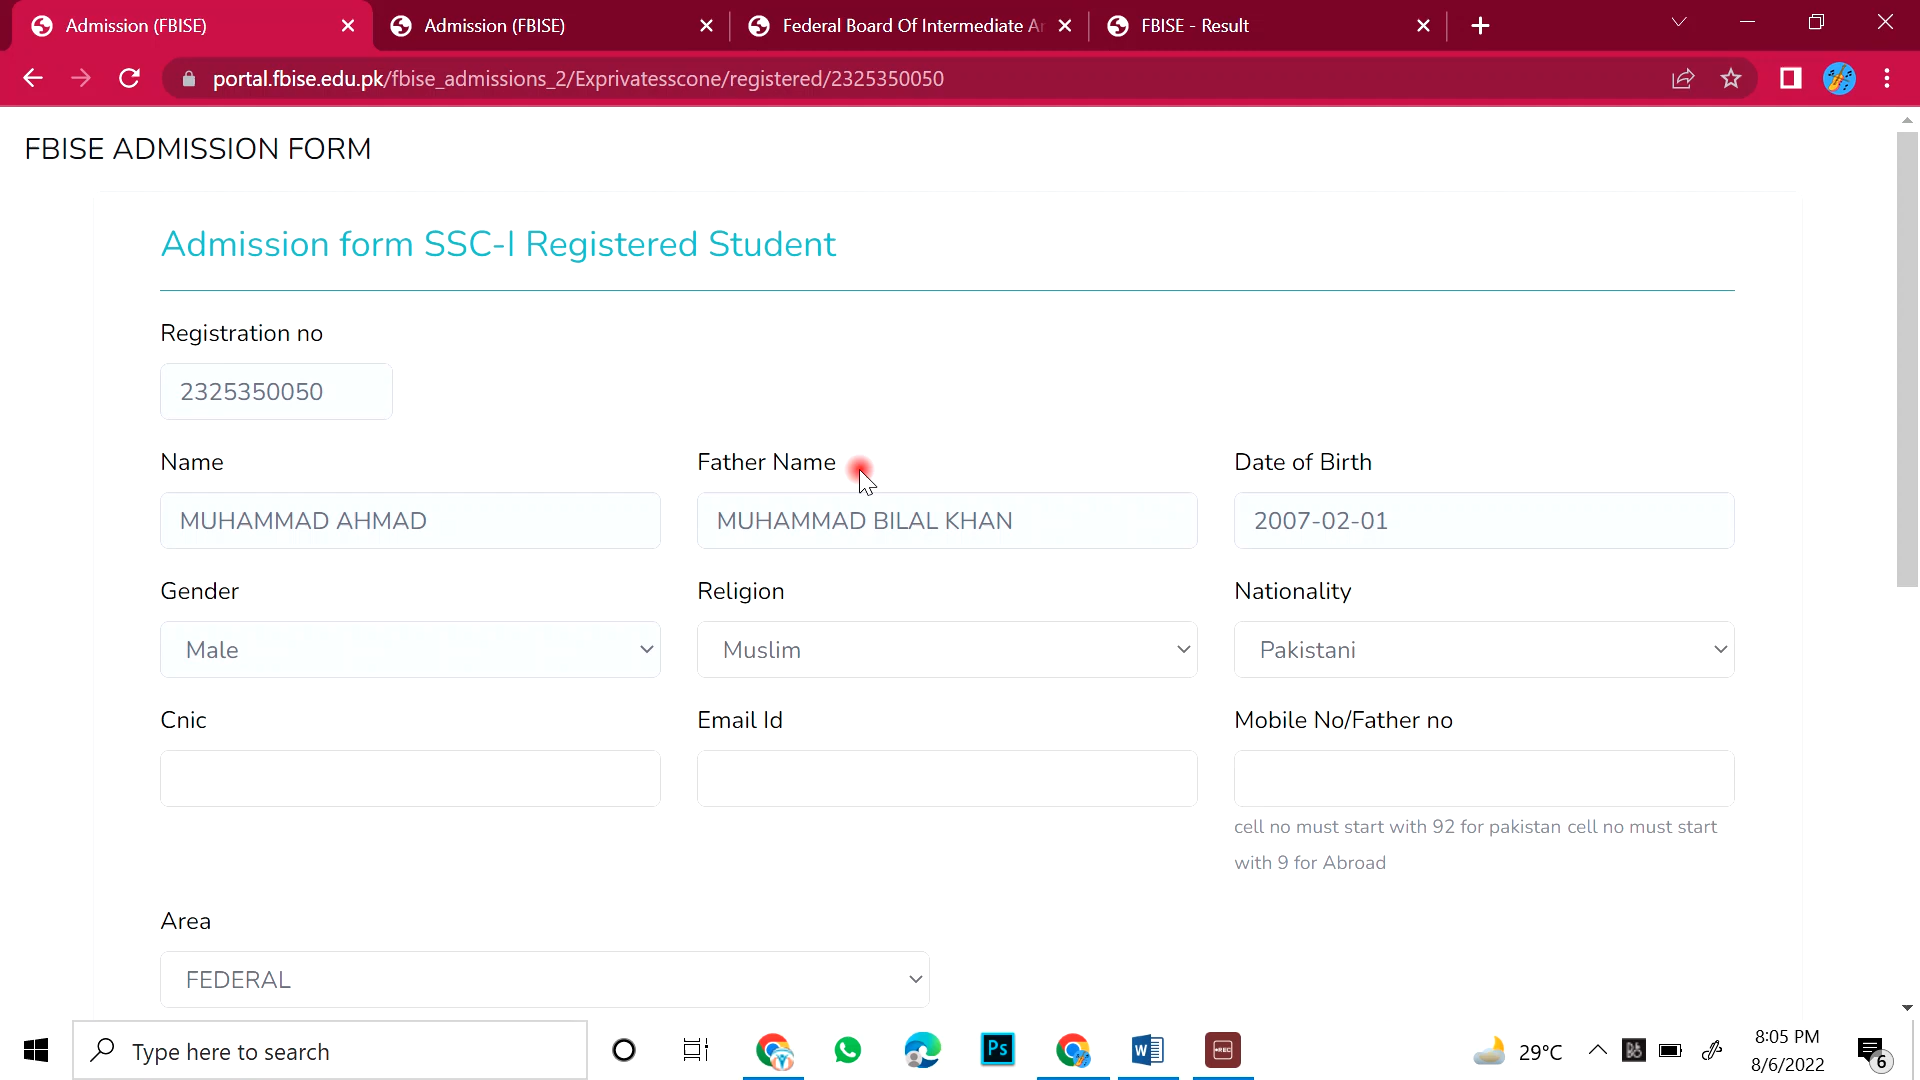 Admission (FBISE)
Admission (FBISE)
Federal Board Of Intermediate Ar
FBISE - Result
portal.fbise.edu.pk/fbise_admissions_2/Exprivatesscone/registered/2325350050
FBISE ADMISSION FORM
Admission form SSC-I Registered Student
Registration no
2325350050
Name
Father Name
Date of Birth
MUHAMMAD AHMAD
MUHAMMAD BILAL KHAN
2007-02-01
Gender
Religion
Nationality
Male
Muslim
Pakistani
Cnic
Email Id
Mobile No/Father no
cell no must start with 92 for pakistan cell no must start
with 9 for Abroad
Area
FEDERAL
Type here to search
Ps
W
REC
29°C
8:05 PM
8/6/2022
6